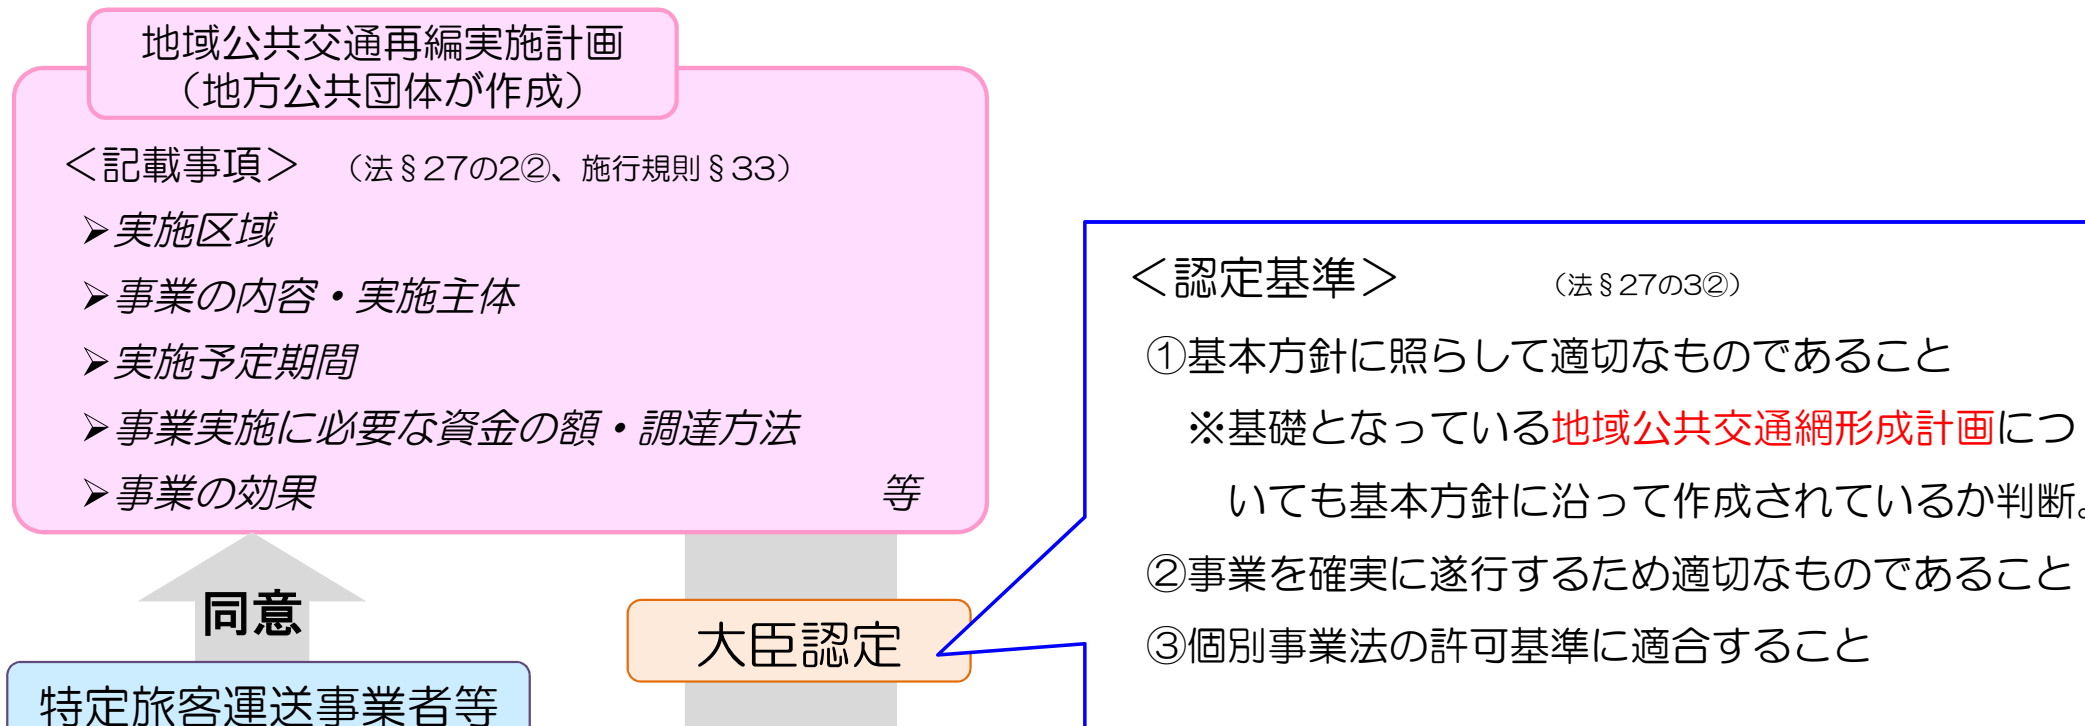 地域公共交通再編実施計画
（地方公共団体が作成）
＜記載事項＞　（法§27の2②、施行規則§33）
➢実施区域
➢事業の内容・実施主体
➢実施予定期間
➢事業実施に必要な資金の額・調達方法
➢事業の効果　等
同意
特定旅客運送事業者等
大臣認定
＜認定基準＞　（法§27の3②）
①基本方針に照らして適切なものであること
※基礎となっている地域公共交通網形成計画につ
いても基本方針に沿って作成されているか判断。
②事業を確実に遂行するため適切なものであること
③個別事業法の許可基準に適合すること